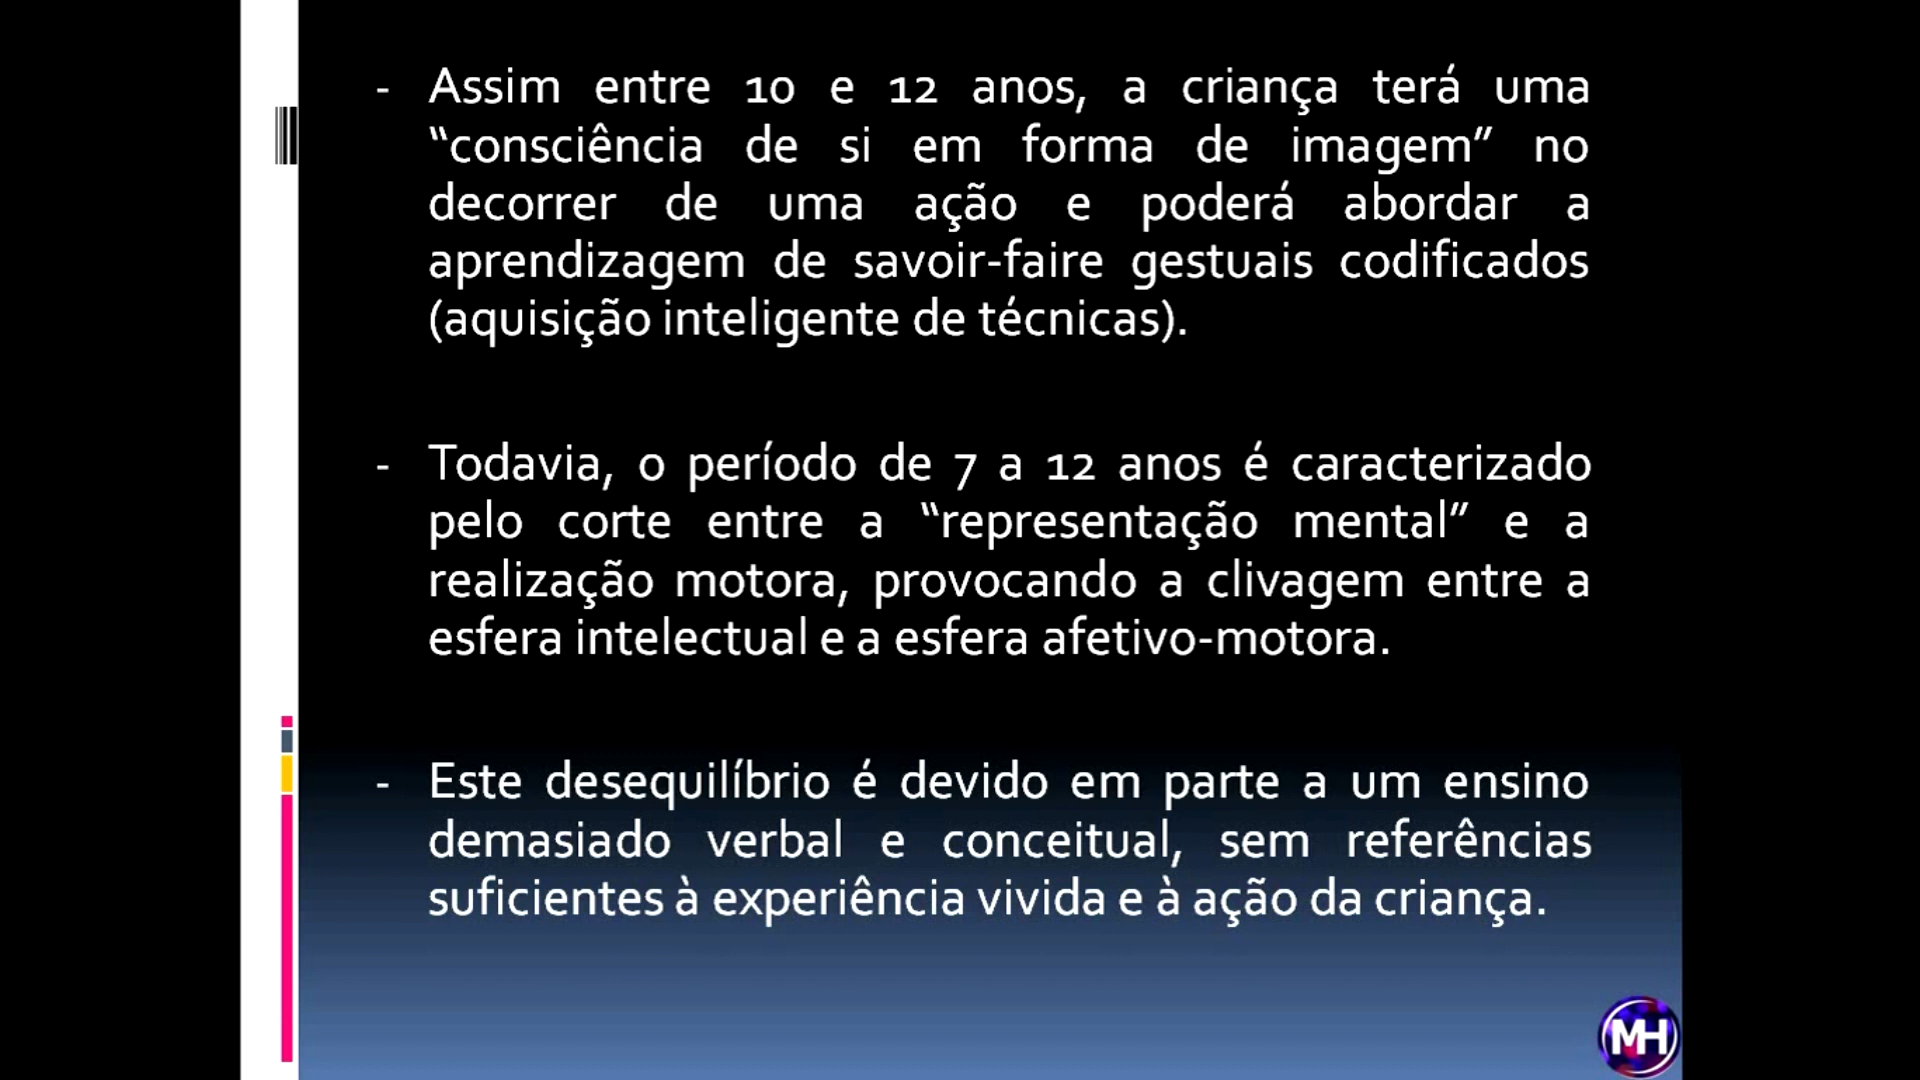 - Assim entre 10 e 12 anos, a criança terá uma
“consciência de si em forma de imagem” no
decorrer de uma ação e poderá abordar a
aprendizagem de savoir-faire gestuais codificados
(aquisição inteligente de técnicas).
- Todavia, o período de 7 a 12 anos é caracterizado
pelo corte entre a “representação mental” e a
realização motora, provocando a clivagem entre a
esfera intelectual e a esfera afetivo-motora.
- Este desequilíbrio é devido em parte a um ensino
demasiado verbal e conceitual, sem referências
suficientes à experiência vivida e à ação da criança.
MH